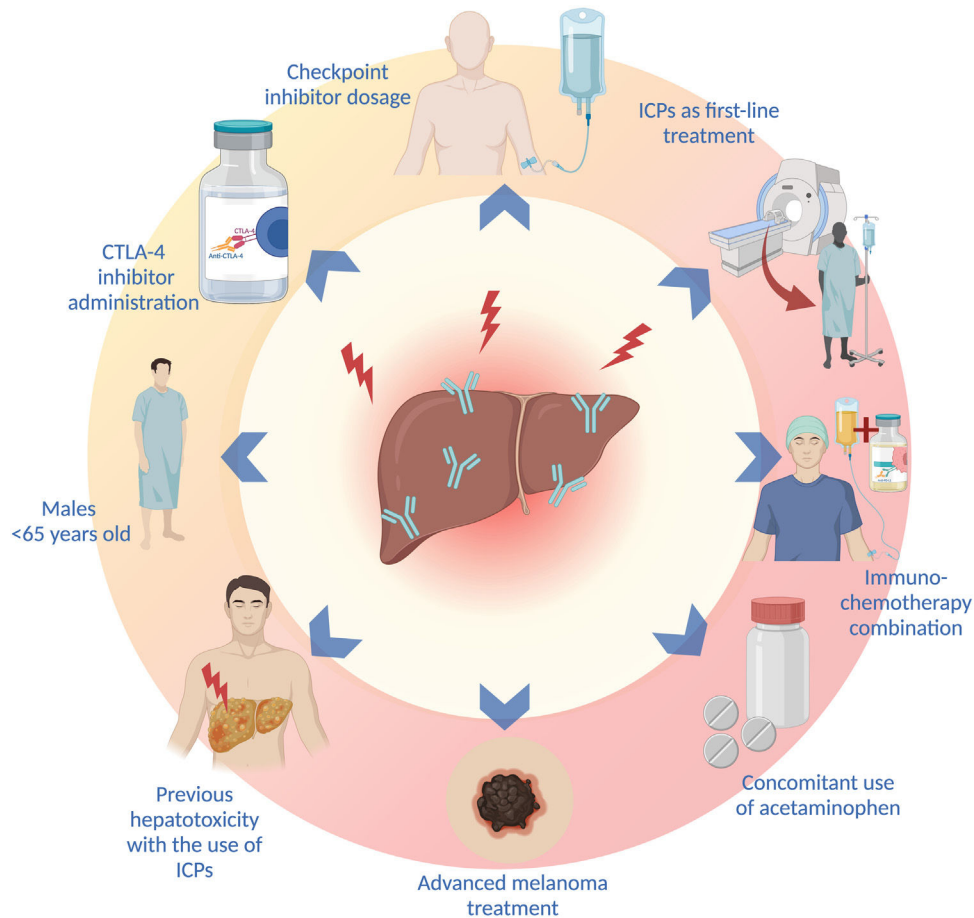 Checkpoint
inhibitor dosage
ICPs as first-line
treatment
CTLA-4
Anti-CTLA-4
CTLA-4
inhibitor
administration
Males
<65 years old
Immuno-
chemotherapy
combination
Previous
hepatotoxicity
with the use of
ICPs
Concomitant use
of acetaminophen
Advanced melanoma
treatment